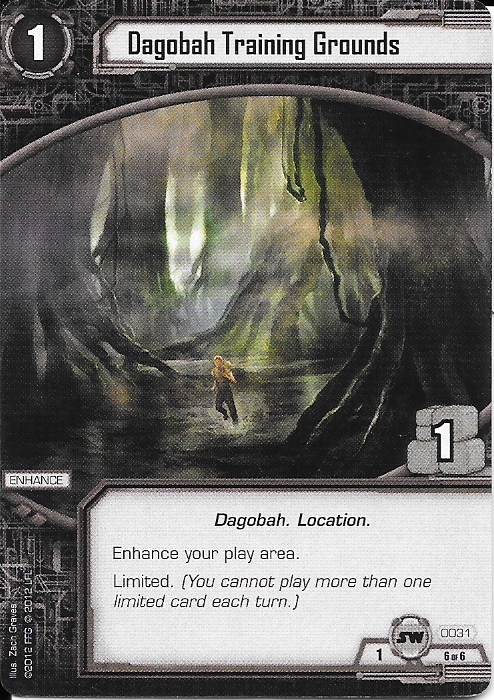 1
Dagobah Training Grounds
1
ENHANCE
Dagobah. Location.
Enhance your play area.
Limited. (You cannot play more than one
limited card each turn.)
Illus. Zach Graves
©2012 FFG © 2012 LFL
SW
0031
1
6 of 6